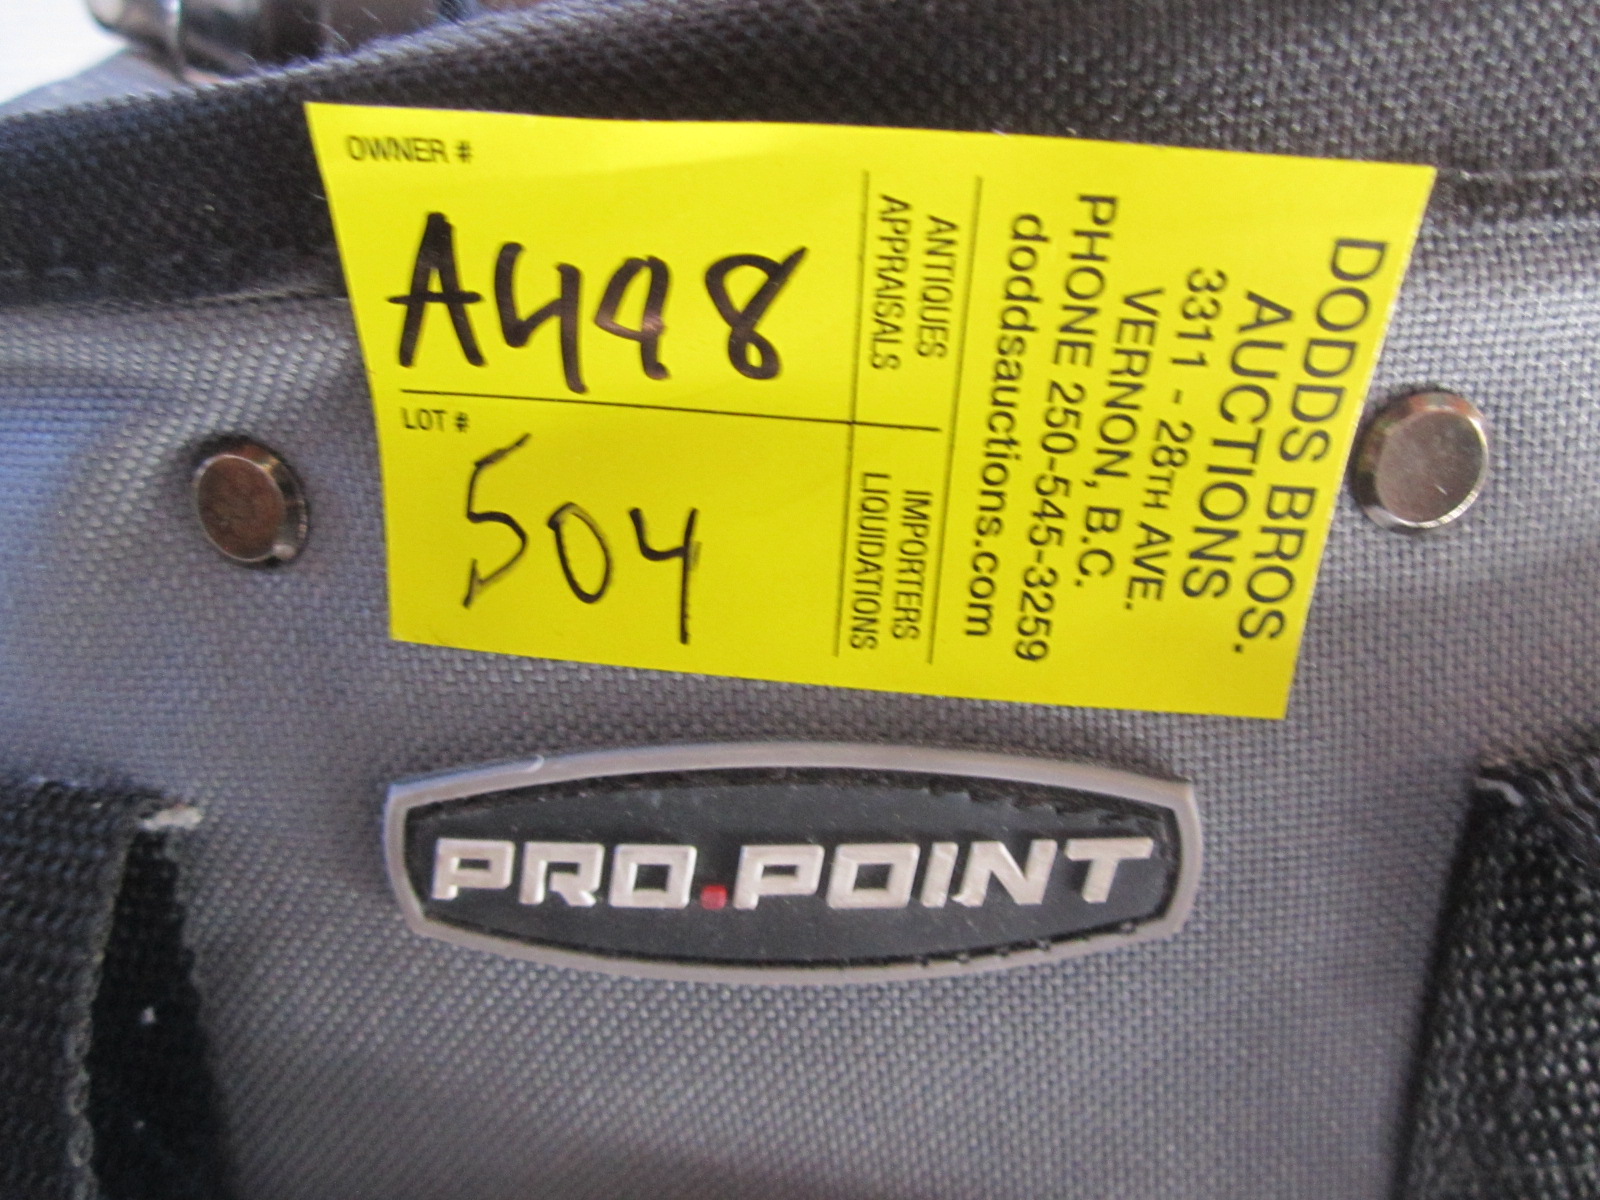 OWNER #
A498
LOT #
504
ANTIQUES
APPRAISALS
IMPORTERS
LIQUIDATIONS
DODDS BROS.
AUCTIONS
3311 - 28TH AVE.
VERNON, B.C.
PHONE 250-545-3259
doddsauctions.com
PRO.POINT